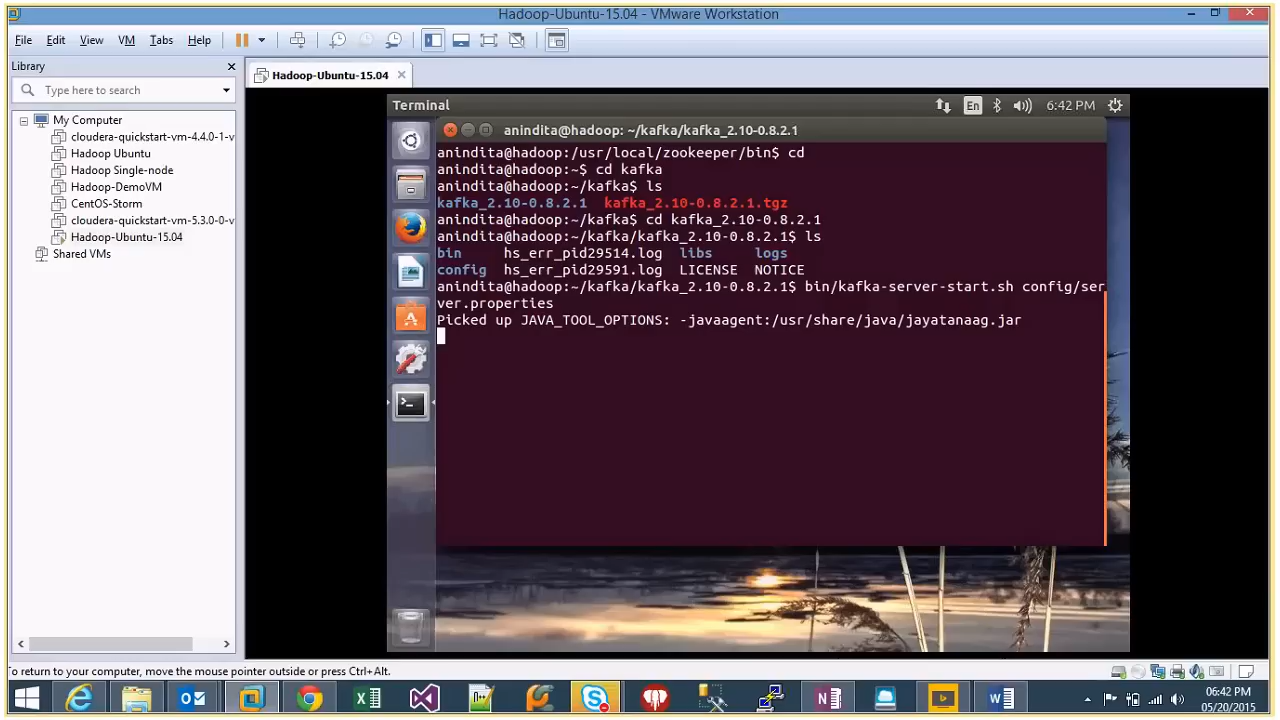 Hadoop-Ubuntu-15.04 - VMware Workstation
File Edit View VM Tabs Help
Library
Type here to search
My Computer
cloudera-quickstart-vm-4.4.0-1-v
Hadoop Ubuntu
Hadoop Single-node
Hadoop-DemoVM
CentOS-Storm
cloudera-quickstart-vm-5.3.0-0-v
Hadoop-Ubuntu-15.04
Shared VMs
Hadoop-Ubuntu-15.04
Terminal En 6:42 PM
anindita@hadoop: ~/kafka/kafka_2.10-0.8.2.1
anindita@hadoop:/usr/local/zookeeper/bin$ cd
anindita@hadoop:~$ cd kafka
anindita@hadoop:~/kafka$ ls
kafka_2.10-0.8.2.1  kafka_2.10-0.8.2.1.tgz
anindita@hadoop:~/kafka$ cd kafka_2.10-0.8.2.1
anindita@hadoop:~/kafka/kafka_2.10-0.8.2.1$ ls
bin     hs_err_pid29514.log  libs     logs
config  hs_err_pid29591.log  LICENSE  NOTICE
anindita@hadoop:~/kafka/kafka_2.10-0.8.2.1$ bin/kafka-server-start.sh config/ser
ver.properties
Picked up JAVA_TOOL_OPTIONS: -javaagent:/usr/share/java/jayatanaag.jar
To return to your computer, move the mouse pointer outside or press Ctrl+Alt.
06:42 PM
05/20/2015